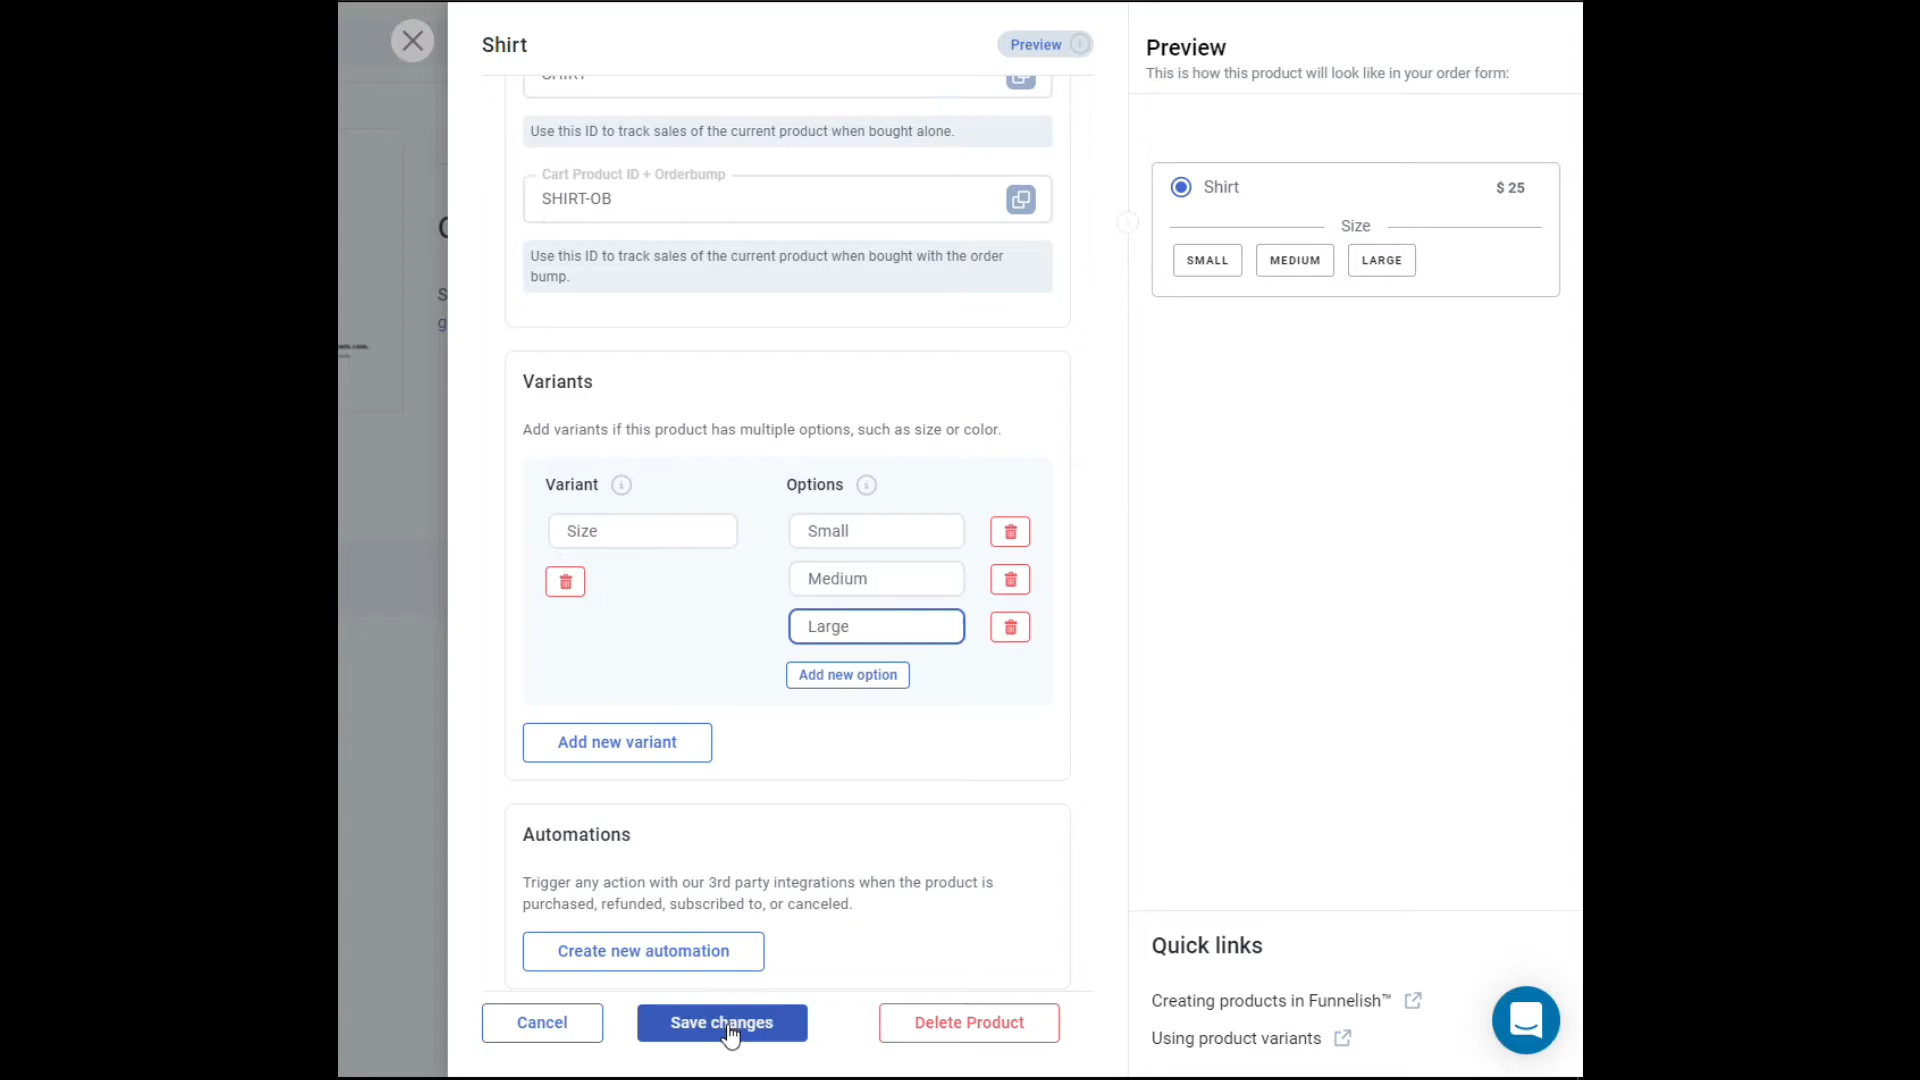 Shirt
Preview
SHIRT
Use this ID to track sales of the current product when bought alone.
Cart Product ID + Orderbump
SHIRT-OB
Use this ID to track sales of the current product when bought with the order
bump.
Variants
Add variants if this product has multiple options, such as size or color.
Variant
Options
Size
Small
Medium
Large
Add new option
Add new variant
Automations
Trigger any action with our 3rd party integrations when the product is
purchased, refunded, subscribed to, or canceled.
Create new automation
Cancel
Save changes
Delete Product
Preview
This is how this product will look like in your order form:
Shirt
$ 25
Size
SMALL
MEDIUM
LARGE
Quick links
Creating products in Funnelish™
Using product variants